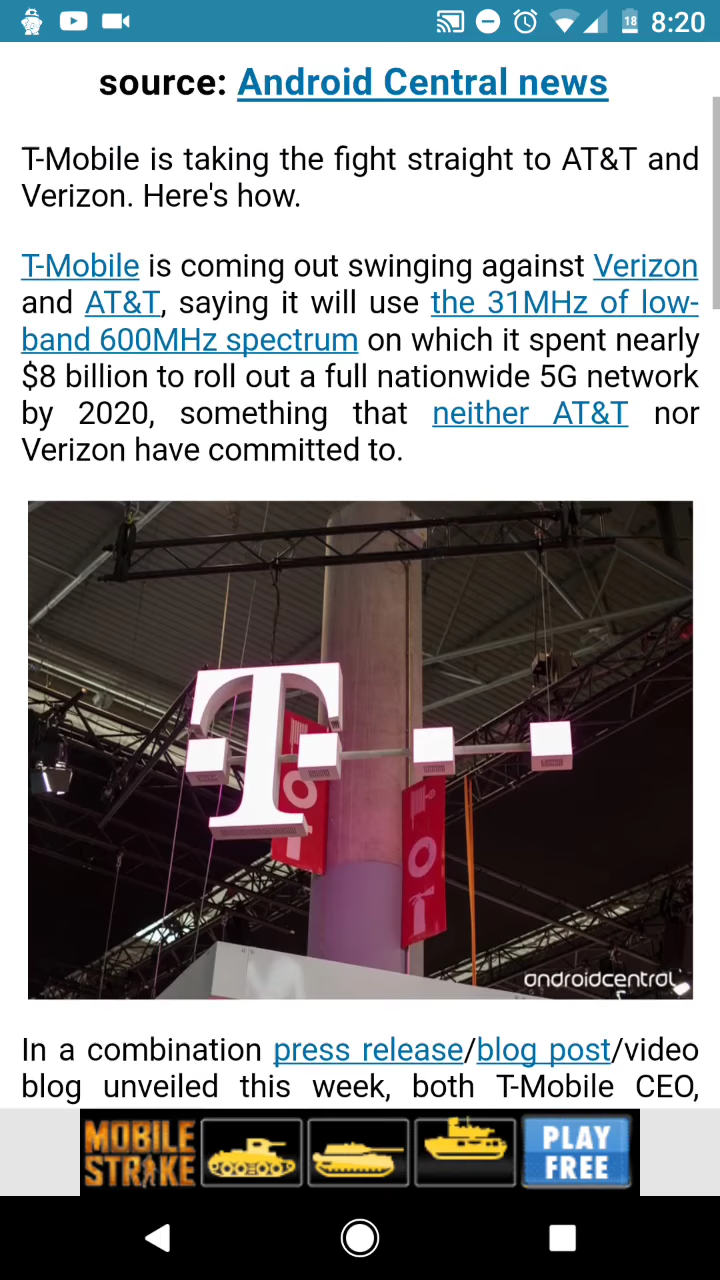 18 8:20
source: Android Central news
T-Mobile is taking the fight straight to AT&T and
Verizon. Here's how.
T-Mobile is coming out swinging against Verizon
and AT&T, saying it will use the 31MHz of low-
band 600MHz spectrum on which it spent nearly
$8 billion to roll out a full nationwide 5G network
by 2020, something that neither AT&T nor
Verizon have committed to.
T
androidcentral
In a combination press release/blog post/video
blog unveiled this week, both T-Mobile CEO,
MOBILE
STRIKE
PLAY
FREE